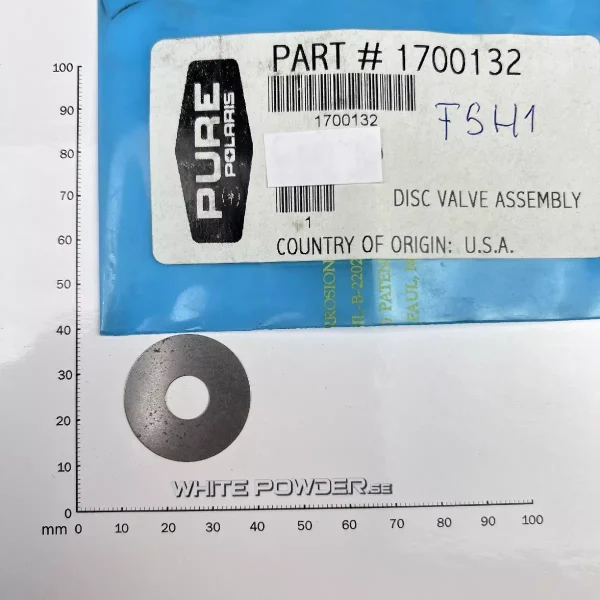 PART # 1700132
PURE
POLARIS
1700132
FSH1
DISC VALVE ASSEMBLY
1
COUNTRY OF ORIGIN: U.S.A.
100
90
80
70
60
50
40
30
20
10
0
mm 0 10 20 30 40 50 60 70 80 90 100
WHITE POWDER.SE